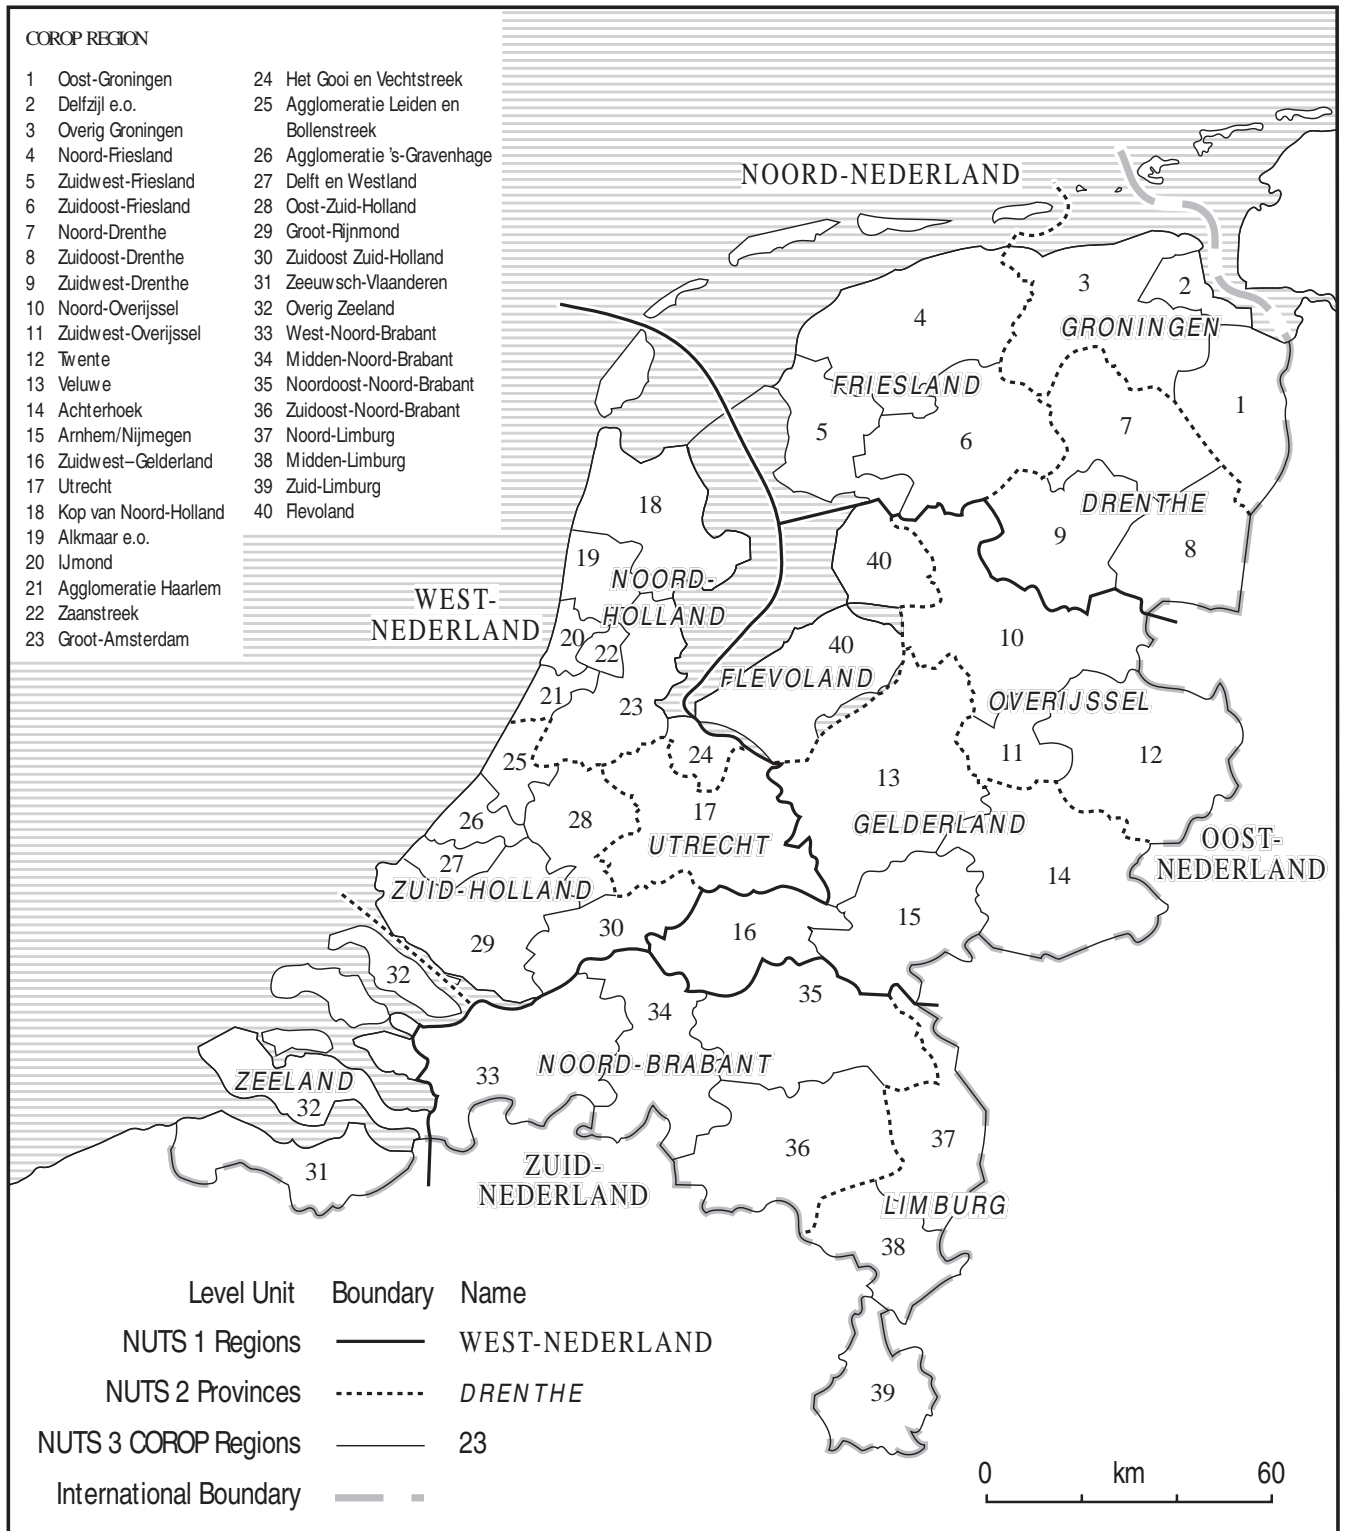 COROP REGION
1 Oost-Groningen
2 Delfzijl e.o.
3 Overig Groningen
4 Noord-Friesland
5 Zuidwest-Friesland
6 Zuidoost-Friesland
7 Noord-Drenthe
8 Zuidoost-Drenthe
9 Zuidwest-Drenthe
10 Noord-Overijssel
11 Zuidwest-Overijssel
12 Twente
13 Veluwe
14 Achterhoek
15 Arnhem/Nijmegen
16 Zuidwest–Gelderland
17 Utrecht
18 Kop van Noord-Holland
19 Alkmaar e.o.
20 IJmond
21 Agglomeratie Haarlem
22 Zaanstreek
23 Groot-Amsterdam
24 Het Gooi en Vechtstreek
25 Agglomeratie Leiden en
Bollenstreek
26 Agglomeratie 's-Gravenhage
27 Delft en Westland
28 Oost-Zuid-Holland
29 Groot-Rijnmond
30 Zuidoost Zuid-Holland
31 Zeeuwsch-Vlaanderen
32 Overig Zeeland
33 West-Noord-Brabant
34 Midden-Noord-Brabant
35 Noordoost-Noord-Brabant
36 Zuidoost-Noord-Brabant
37 Noord-Limburg
38 Midden-Limburg
39 Zuid-Limburg
40 Flevoland
NOORD-NEDERLAND
3
2
4
GRONINGEN
FRIESLAND
1
5
6
7
18
DRENTHE
9
8
19
40
NOORD-
HOLLAND
WEST-
NEDERLAND
20
22
40
10
FLEVOLAND
21
23
OVERIJSSEL
24
11
12
25
13
26
28
17
UTRECHT
GELDERLAND
OOST-
NEDERLAND
27
ZUID-HOLLAND
14
15
30
16
29
32
35
34
NOORD-BRABANT
33
ZEELAND
32
37
36
31
ZUID-
NEDERLAND
LIMBURG
38
39
Level Unit Boundary Name
NUTS 1 Regions WEST-NEDERLAND
NUTS 2 Provinces DRENTHE
NUTS 3 COROP Regions 23
International Boundary
0 km 60